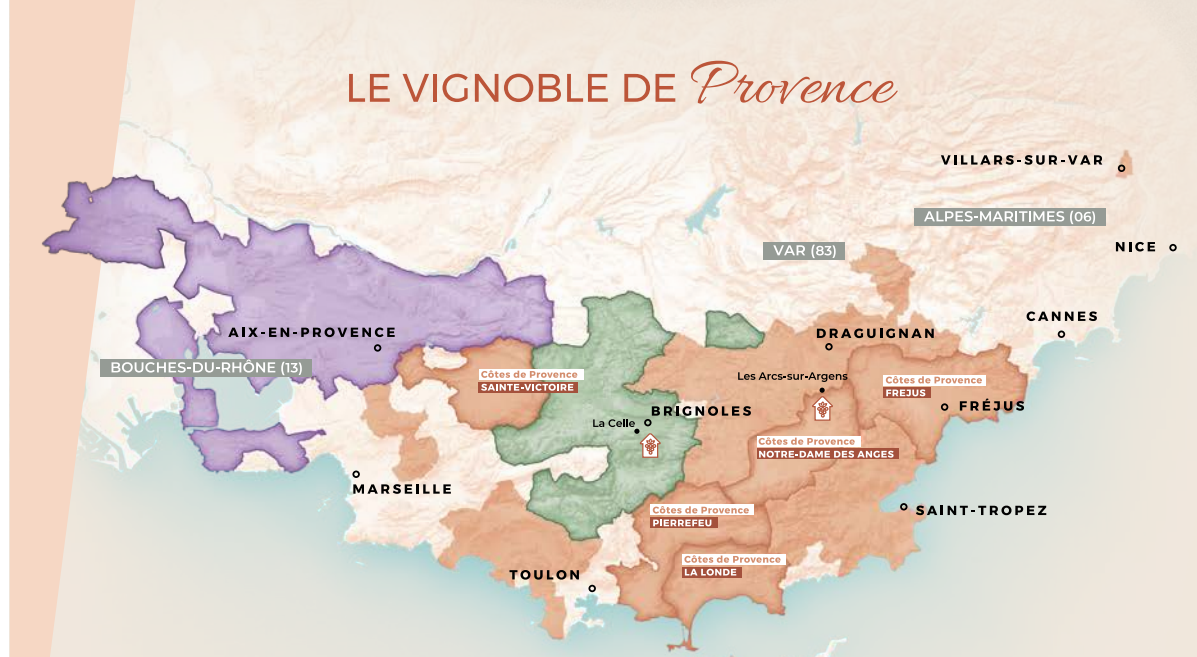 LE VIGNOBLE DE Provence
VILLARS-SUR-VAR
ALPES-MARITIMES (06)
NICE
VAR (83)
CANNES
AIX-EN-PROVENCE
DRAGUIGNAN
BOUCHES-DU-RHÔNE (13)
Côtes de Provence
SAINTE-VICTOIRE
Les Arcs-sur-Argens
Côtes de Provence
FREJUS
FRÉJUS
BRIGNOLES
La Celle
Côtes de Provence
NOTRE-DAME DES ANGES
MARSEILLE
Côtes de Provence
PIERREFEU
SAINT-TROPEZ
Côtes de Provence
LA LONDE
TOULON